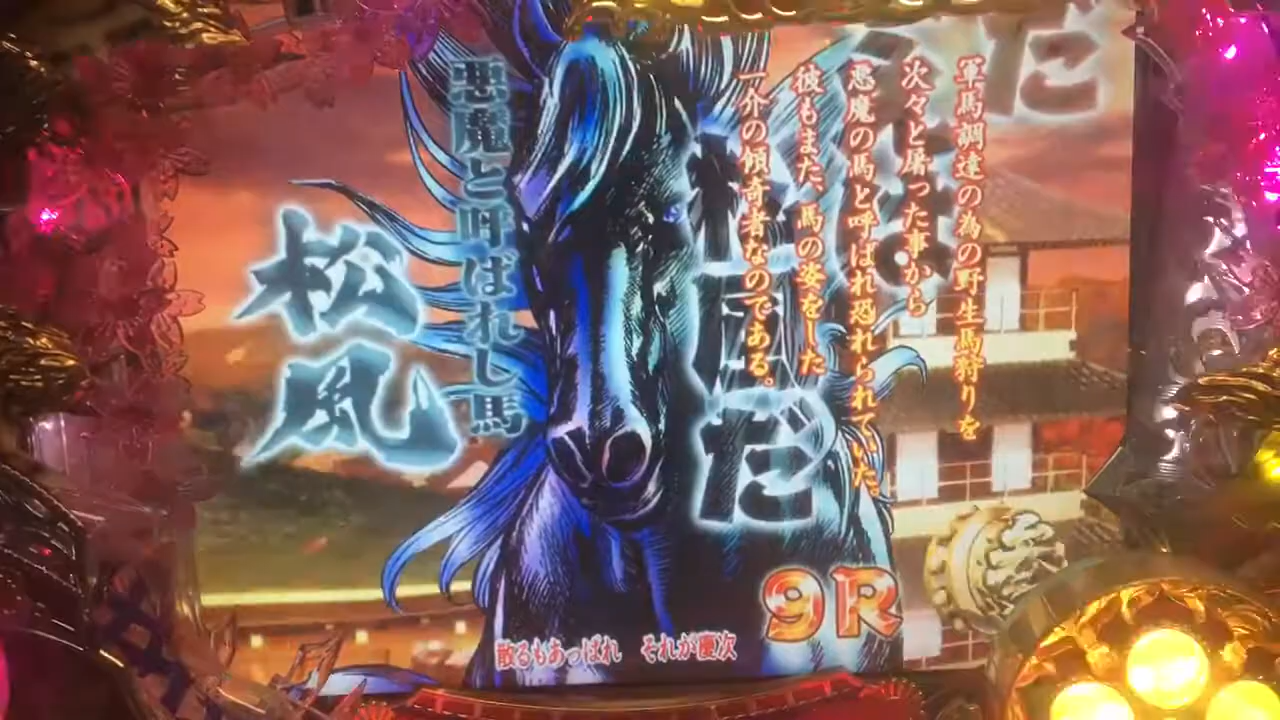 軍馬調達の為の野生馬狩りを
次々と屠った事から
悪魔の馬と呼ばれ恐れられていた。
彼もまた、馬の姿をした
一介の傾奇者なのである。
悪魔と呼ばれし馬
松風
だ
だ
9R
散るもあっぱれ それが慶次